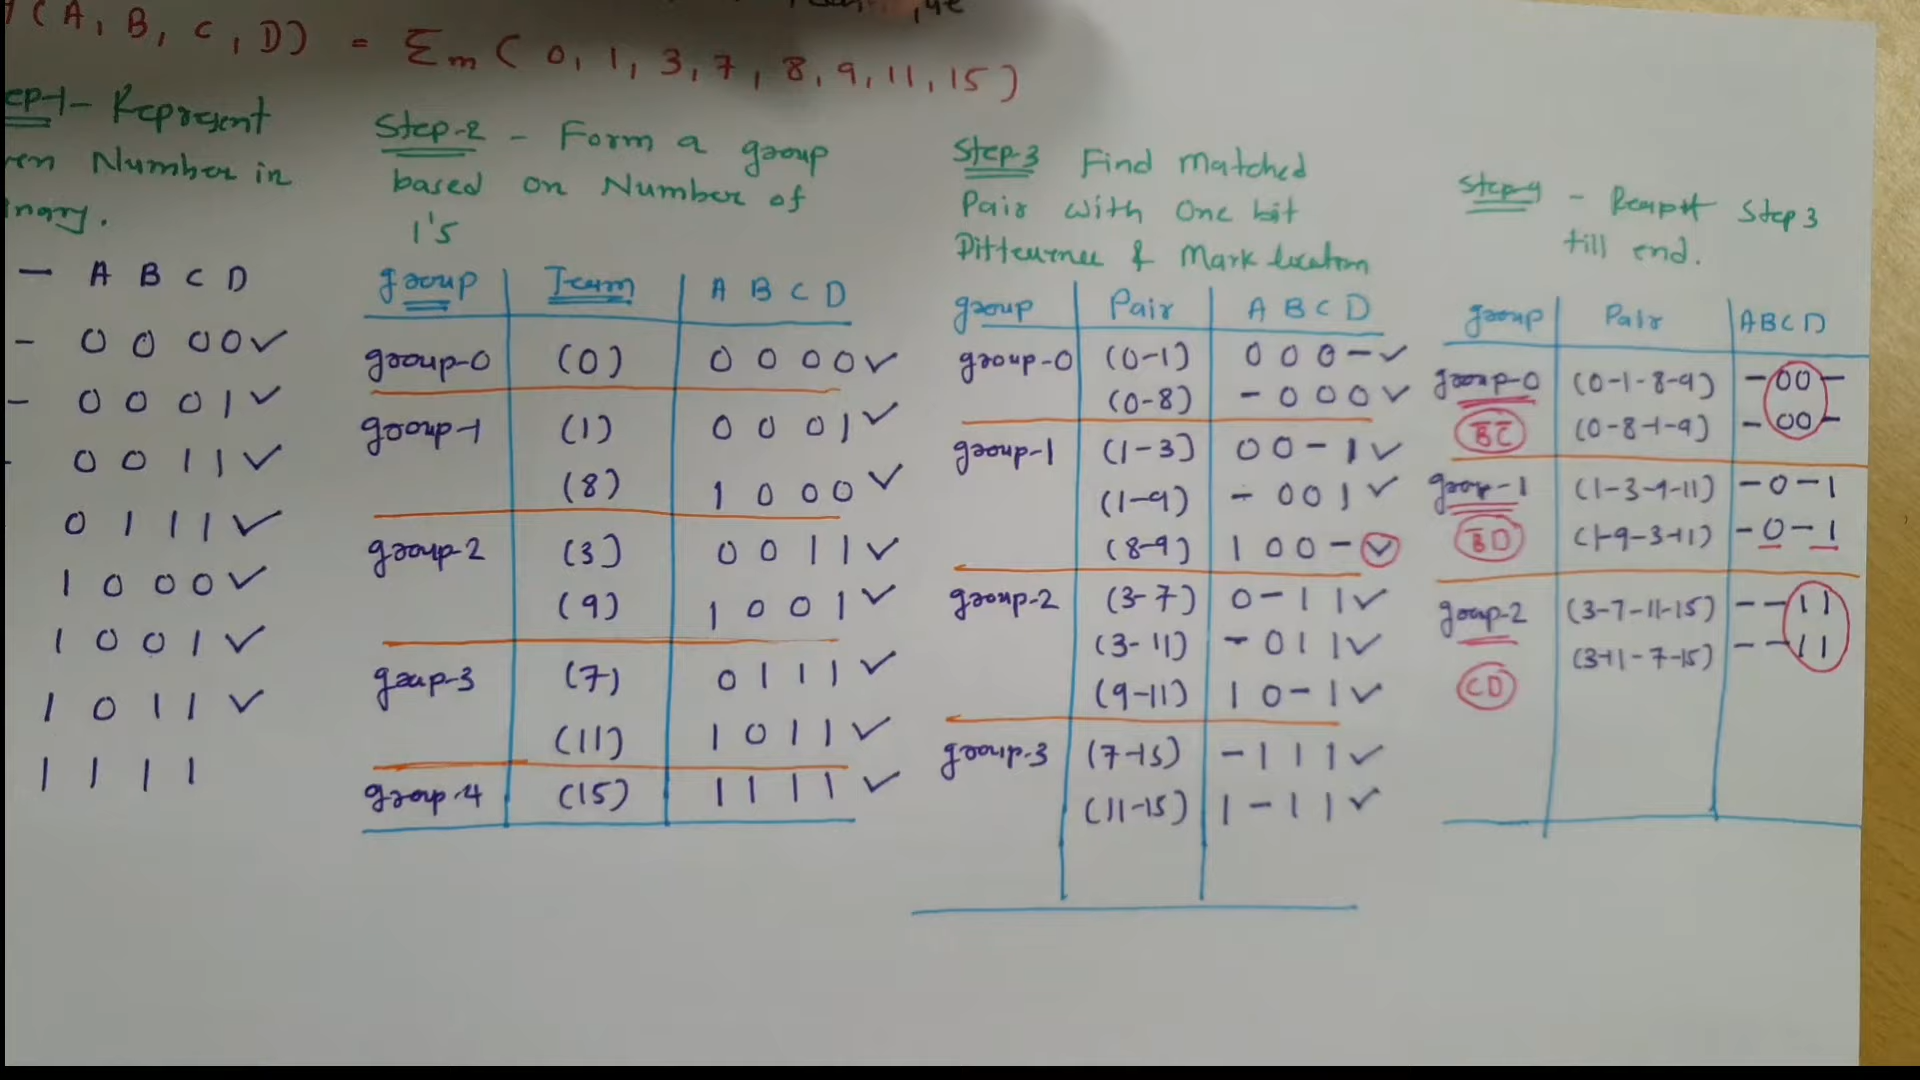 (A, B, C, D) = Σm ( 0, 1, 3, 7, 8, 9, 11, 15 )
ep-1 - Represent
en Number in
nary.
- A B C D
- 0 0 0 0 ✓
- 0 0 0 1 ✓
- 0 0 1 1 ✓
0 1 1 1 ✓
1 0 0 0 ✓
1 0 0 1 ✓
1 0 1 1 ✓
1 1 1 1
Step-2 - Form a group
based on Number of
1's
group Term A B C D
group-0 (0) 0 0 0 0 ✓
group-1 (1) 0 0 0 1 ✓
(8) 1 0 0 0 ✓
group-2 (3) 0 0 1 1 ✓
(9) 1 0 0 1 ✓
group-3 (7) 0 1 1 1 ✓
(11) 1 0 1 1 ✓
group-4 (15) 1 1 1 1 ✓
Step-3 Find Matched
Pair with One bit
& Mark location
group Pair A B C D
group-0 (0-1) 0 0 0 - ✓
(0-8) - 0 0 0 ✓
group-1 (1-3) 0 0 - 1 ✓
(1-9) - 0 0 1 ✓
(8-9) 1 0 0 - ✓
group-2 (3-7) 0 - 1 1 ✓
(3-11) - 0 1 1 ✓
(9-11) 1 0 - 1 ✓
group-3 (7-15) - 1 1 1 ✓
(11-15) 1 - 1 1 ✓
Step-4 - Step 3
till end.
group Pair A B C D
group-0 (0-1-8-9) - 0 0 -
B̅C̅ (0-8-1-9) - 0 0 -
group-1 (1-3-9-11) - 0 - 1
B̅D (1-9-3-11) - 0 - 1
group-2 (3-7-11-15) - - 1 1
(3-11-7-15) - - 1 1
CD